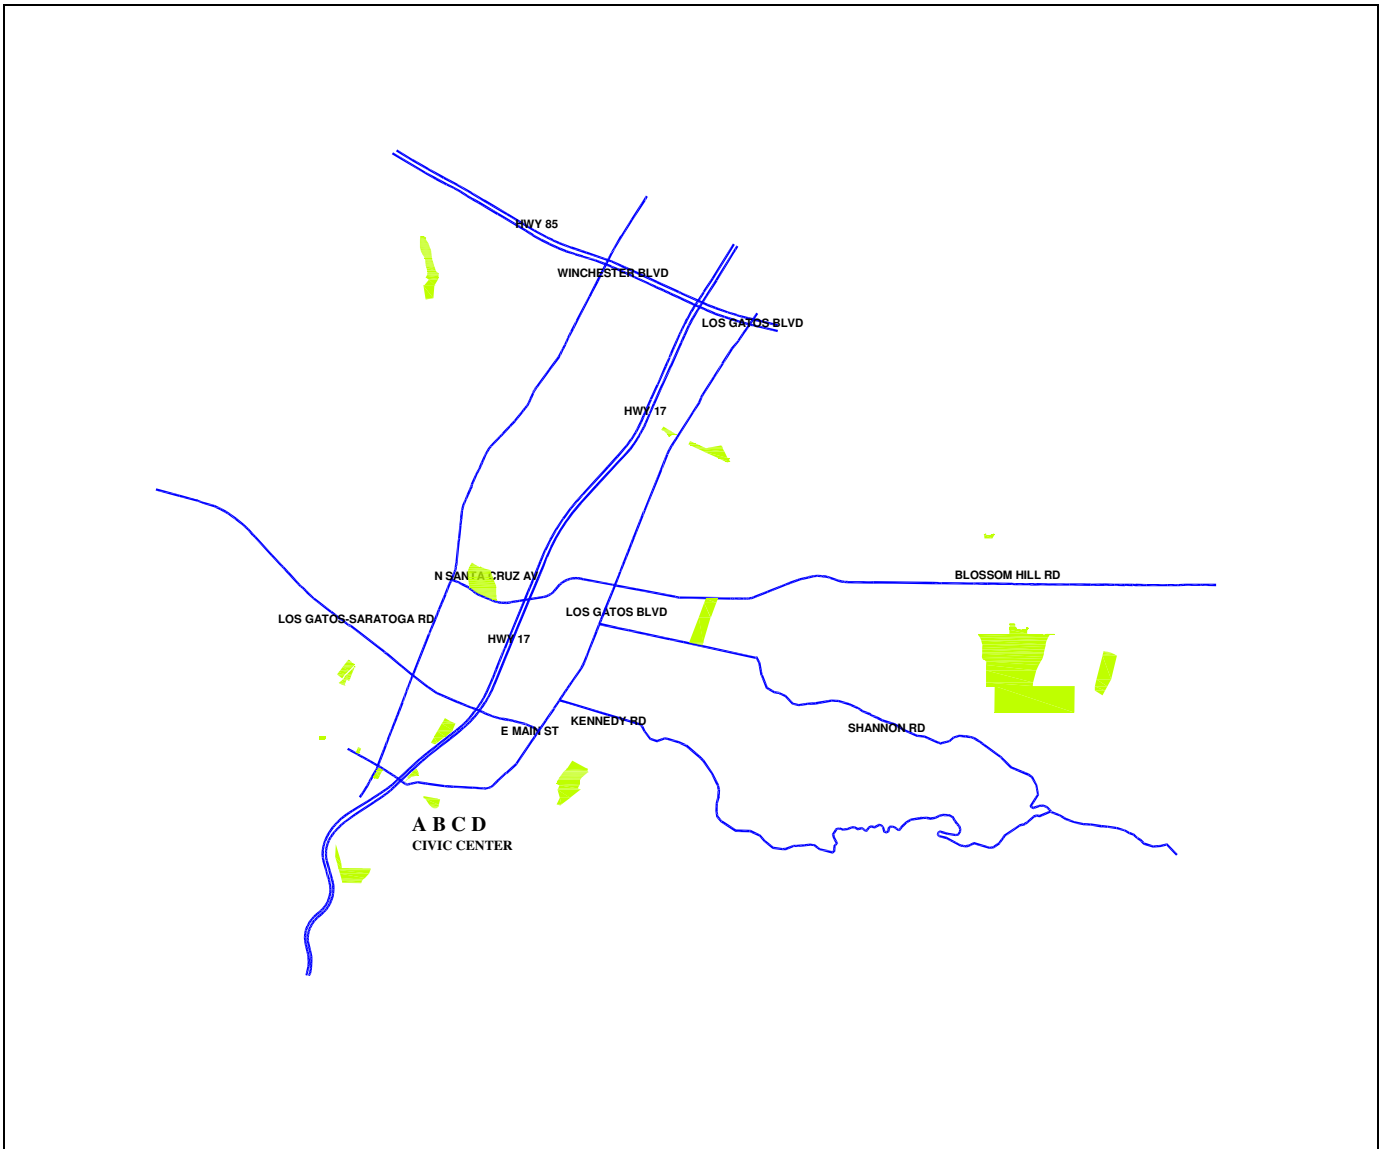 HWY 85
WINCHESTER BLVD
LOS GATOS BLVD
HWY 17
N SANTA CRUZ AV
BLOSSOM HILL RD
LOS GATOS BLVD
LOS GATOS-SARATOGA RD
HWY 17
KENNEDY RD
SHANNON RD
E MAIN ST
A B C D
CIVIC CENTER